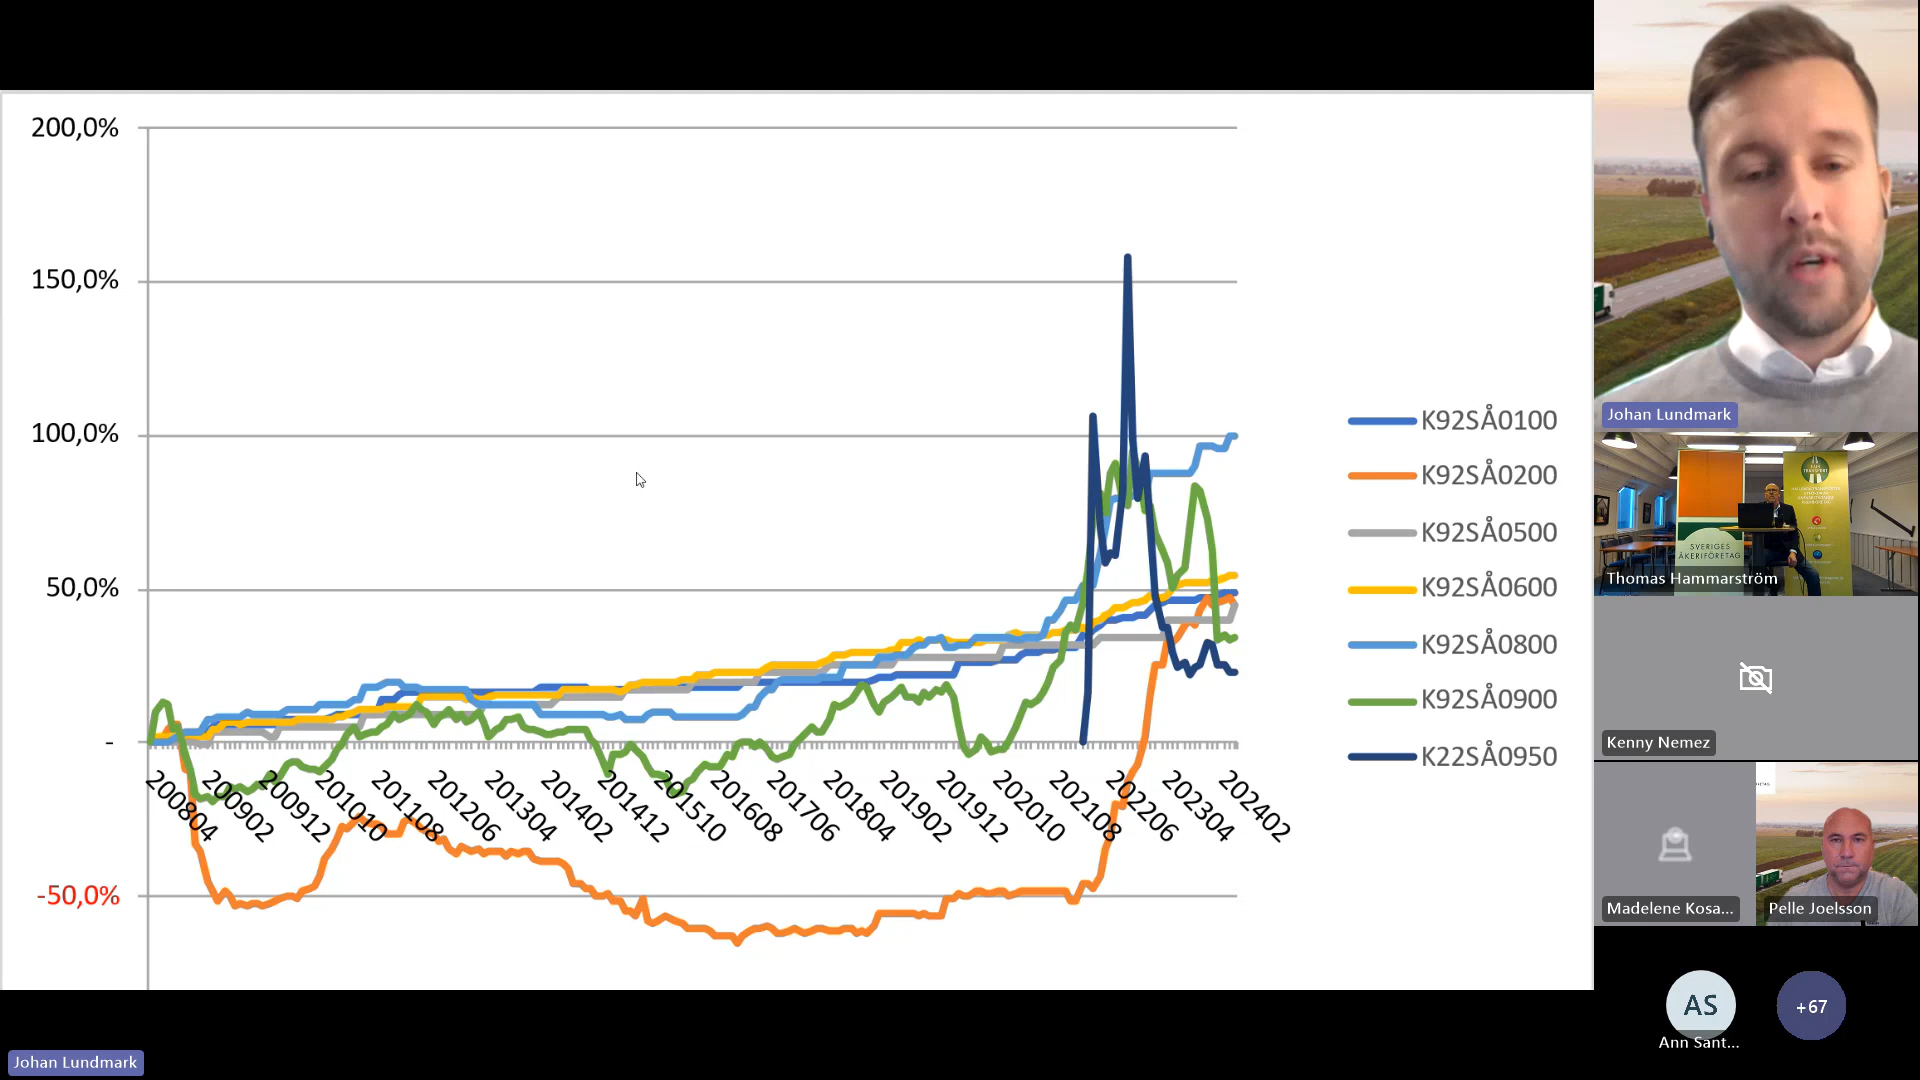 200,0%
150,0%
100,0%
50,0%
-
-50,0%
200804
200902
200912
201010
201108
201206
201304
201402
201412
201510
201608
201706
201804
201902
201912
202010
202108
202206
202304
202402
K92SÅ0100
K92SÅ0200
K92SÅ0500
K92SÅ0600
K92SÅ0800
K92SÅ0900
K22SÅ0950
Johan Lundmark
SVERIGES
ÅKERIFÖRETAG
Thomas Hammarström
Kenny Nemez
Madelene Kosa...
Pelle Joelsson
AS
Ann Sant...
+67
Johan Lundmark